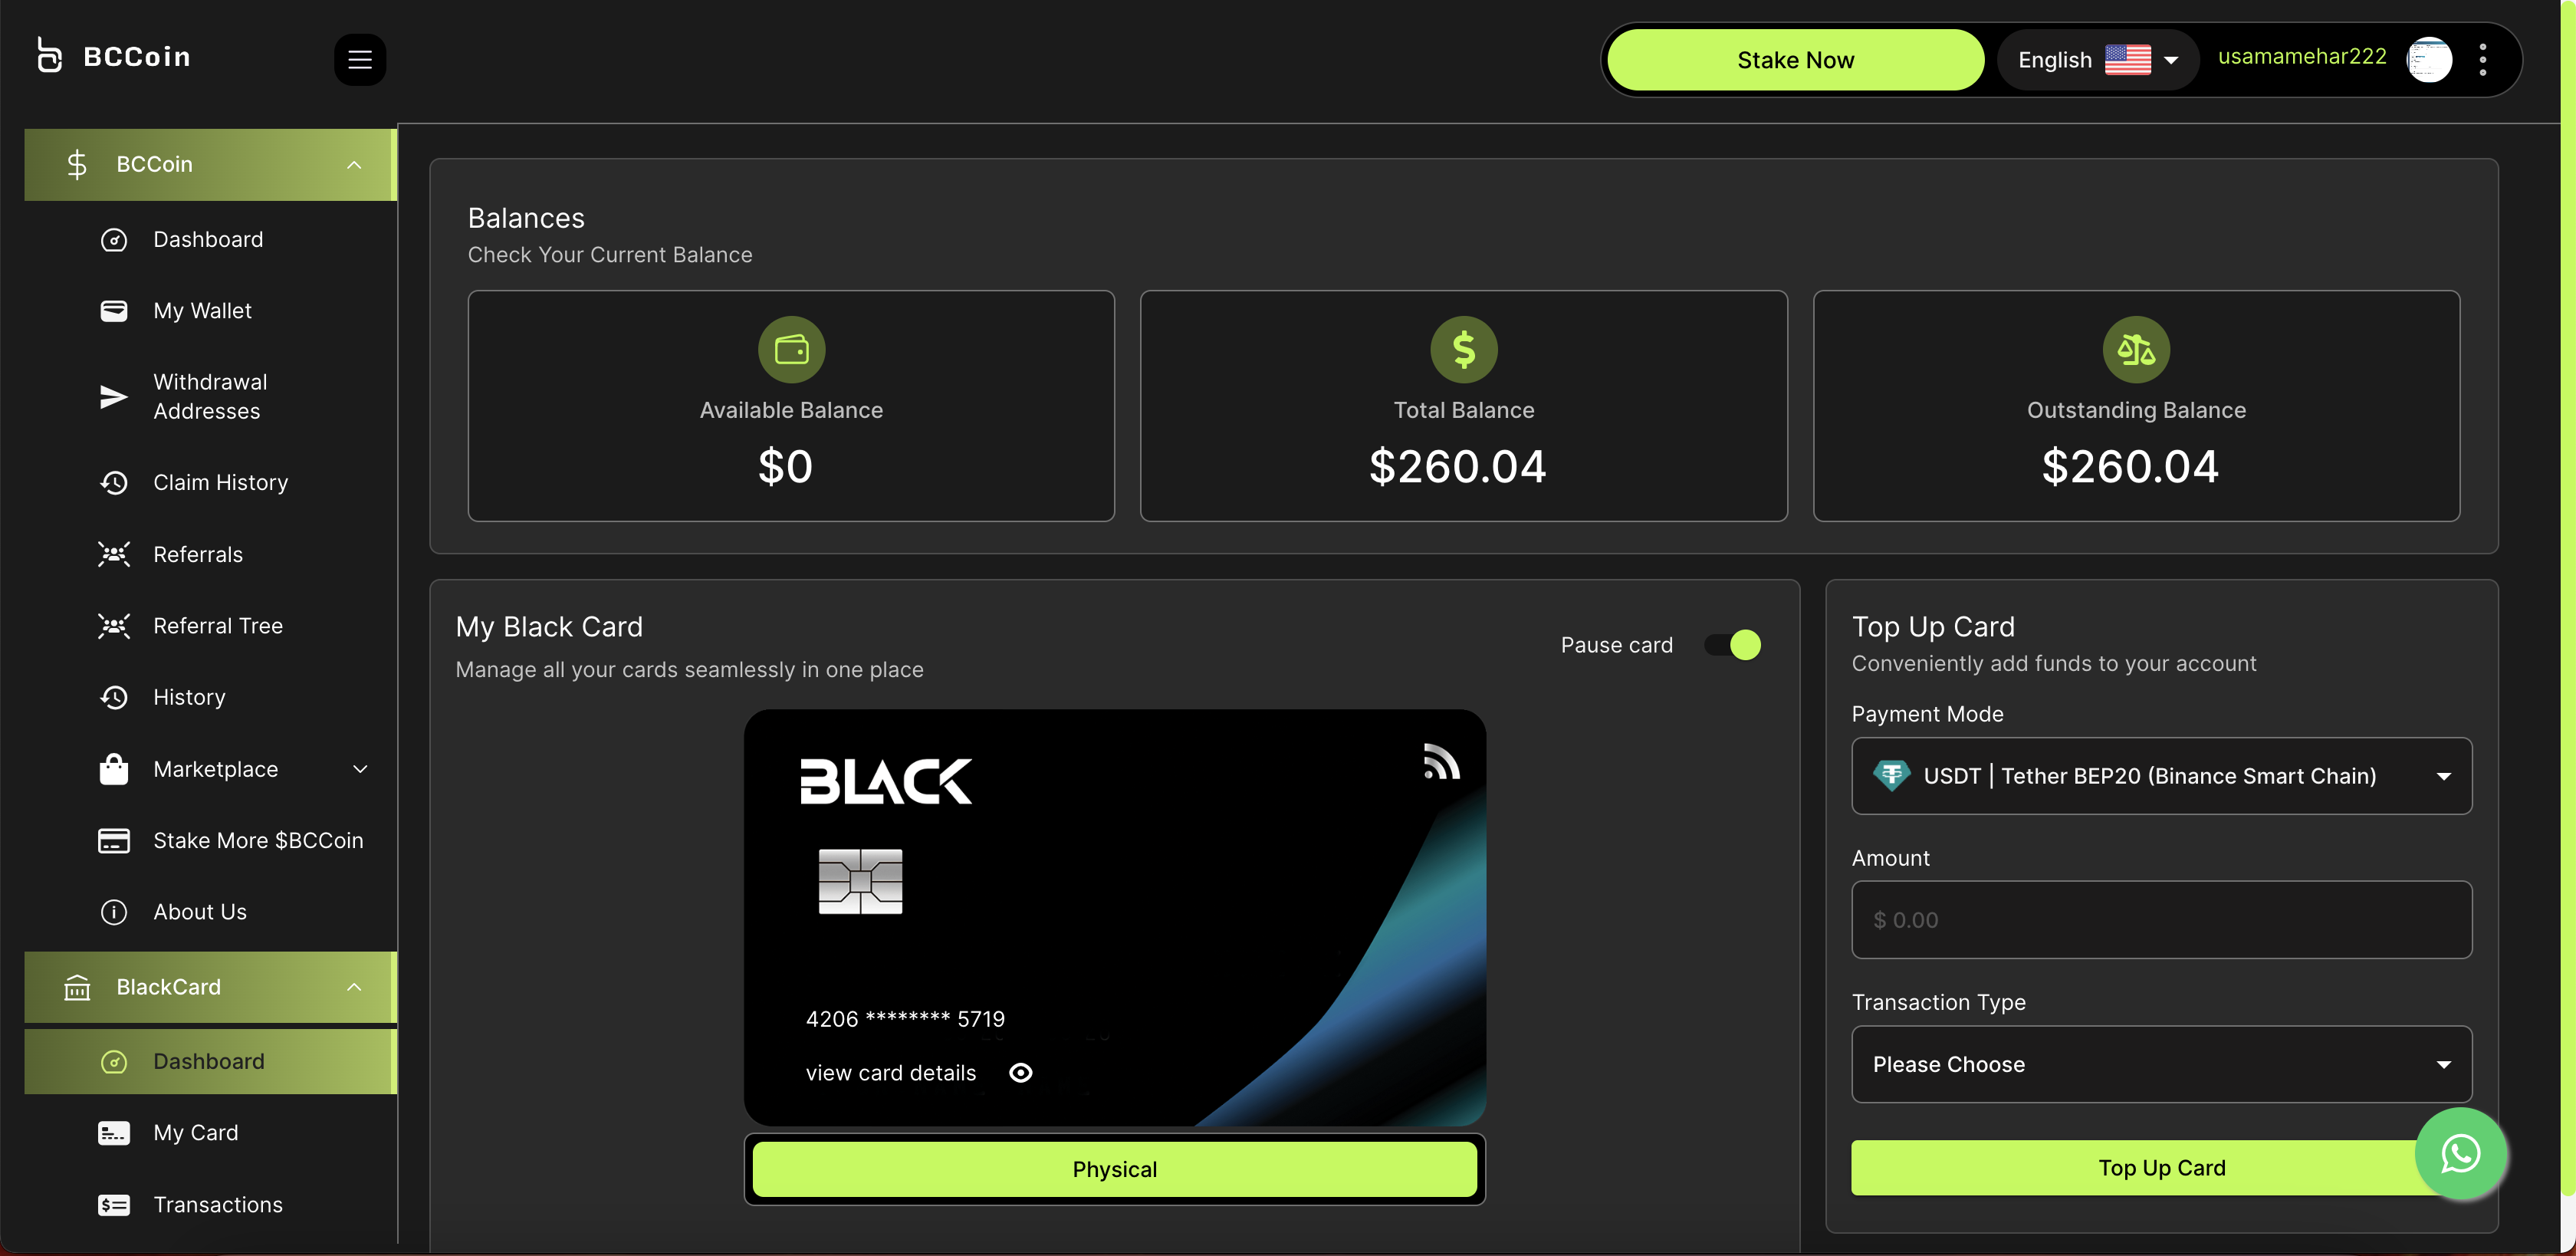 BCCoin
Stake Now
English
usamamehar222
BCCoin
Dashboard
My Wallet
Withdrawal
Addresses
Claim History
Referrals
Referral Tree
History
Marketplace
Stake More $BCCoin
About Us
BlackCard
Dashboard
My Card
Transactions
Balances
Check Your Current Balance
Available Balance
$0
Total Balance
$260.04
Outstanding Balance
$260.04
My Black Card
Manage all your cards seamlessly in one place
Pause card
BLACK
4206 ******** 5719
view card details
Physical
Top Up Card
Conveniently add funds to your account
Payment Mode
USDT | Tether BEP20 (Binance Smart Chain)
Amount
$ 0.00
Transaction Type
Please Choose
Top Up Card